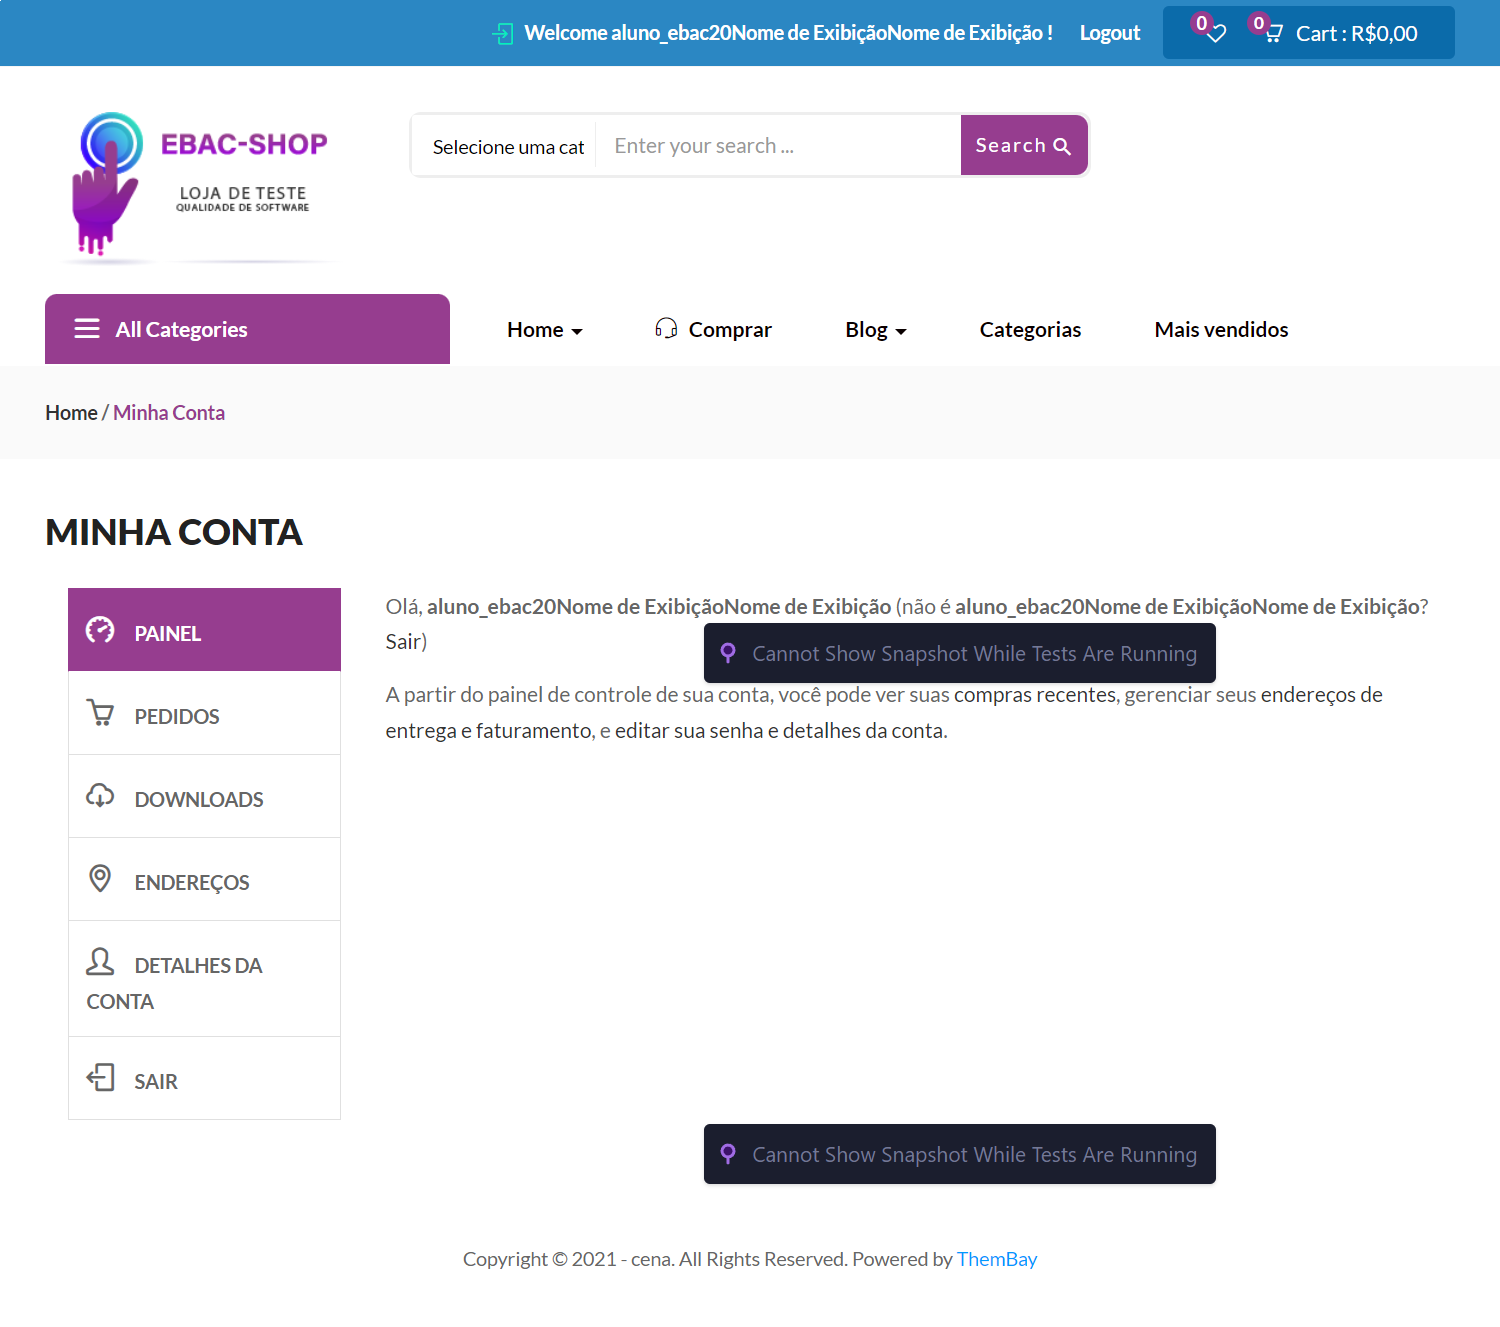 Welcome aluno_ebac20Nome de ExibiçãoNome de Exibição ! Logout 0 0 Cart : R$0,00
EBAC-SHOP
LOJA DE TESTE
QUALIDADE DE SOFTWARE
Selecione uma cat Enter your search ... Search
All Categories Home Comprar Blog Categorias Mais vendidos
Home / Minha Conta
MINHA CONTA
PAINEL
PEDIDOS
DOWNLOADS
ENDEREÇOS
DETALHES DA
CONTA
SAIR
Olá, aluno_ebac20Nome de ExibiçãoNome de Exibição (não é aluno_ebac20Nome de ExibiçãoNome de Exibição?
Sair)
Cannot Show Snapshot While Tests Are Running
A partir do painel de controle de sua conta, você pode ver suas compras recentes, gerenciar seus endereços de
entrega e faturamento, e editar sua senha e detalhes da conta.
Cannot Show Snapshot While Tests Are Running
Copyright © 2021 - cena. All Rights Reserved. Powered by ThemBay